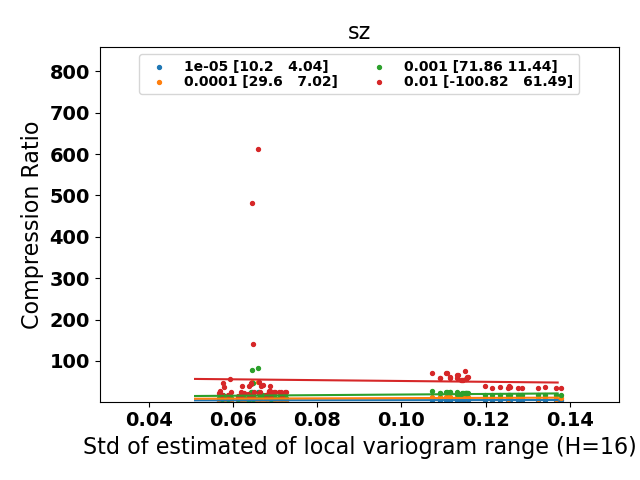 sz
1e-05 [10.2   4.04]
0.0001 [29.6   7.02]
0.001 [71.86 11.44]
0.01 [-100.82   61.49]
Compression Ratio
800
700
600
500
400
300
200
100
0.04 0.06 0.08 0.10 0.12 0.14
Std of estimated of local variogram range (H=16)